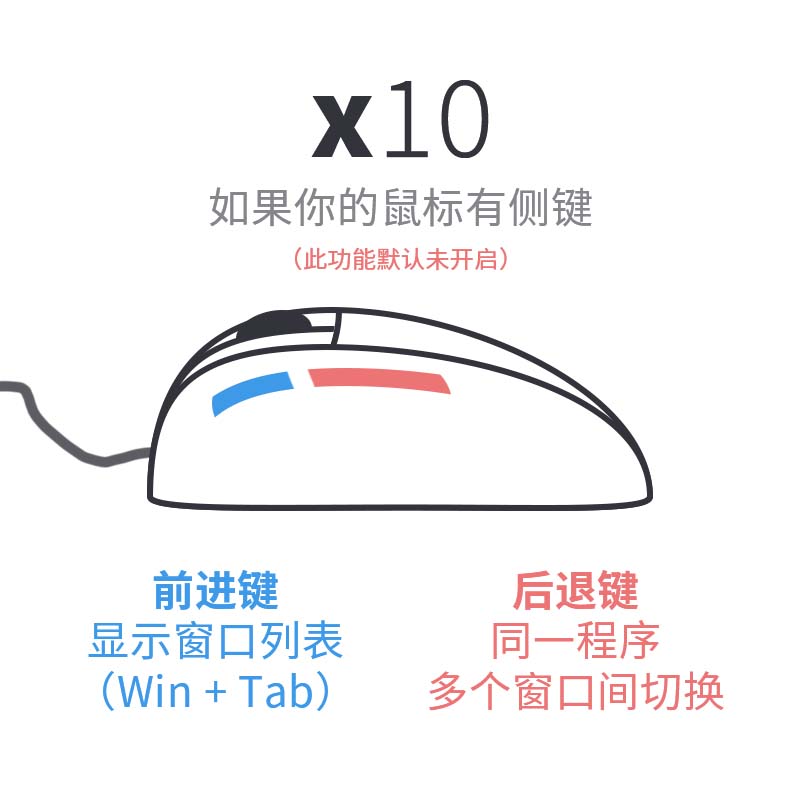 x10
如果你的鼠标有侧键
（此功能默认未开启）
前进键
显示窗口列表
（Win + Tab）
后退键
同一程序
多个窗口间切换